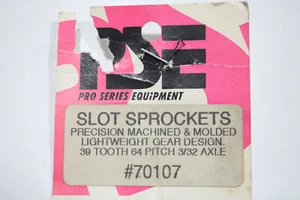 PSE
PRO SERIES EQUIPMENT
SLOT SPROCKETS
PRECISION MACHINED & MOLDED
LIGHTWEIGHT GEAR DESIGN.
39 TOOTH 64 PITCH 3/32 AXLE
#70107